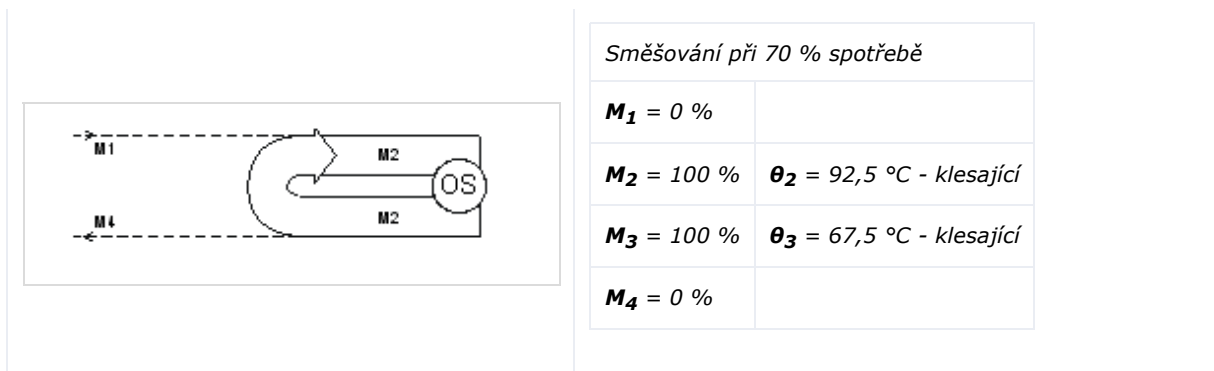 M1
M2
OS
M4
M2
Směšování při 70 % spotřebě
M1 = 0 %
M2 = 100 % θ2 = 92,5 °C - klesající
M3 = 100 % θ3 = 67,5 °C - klesající
M4 = 0 %